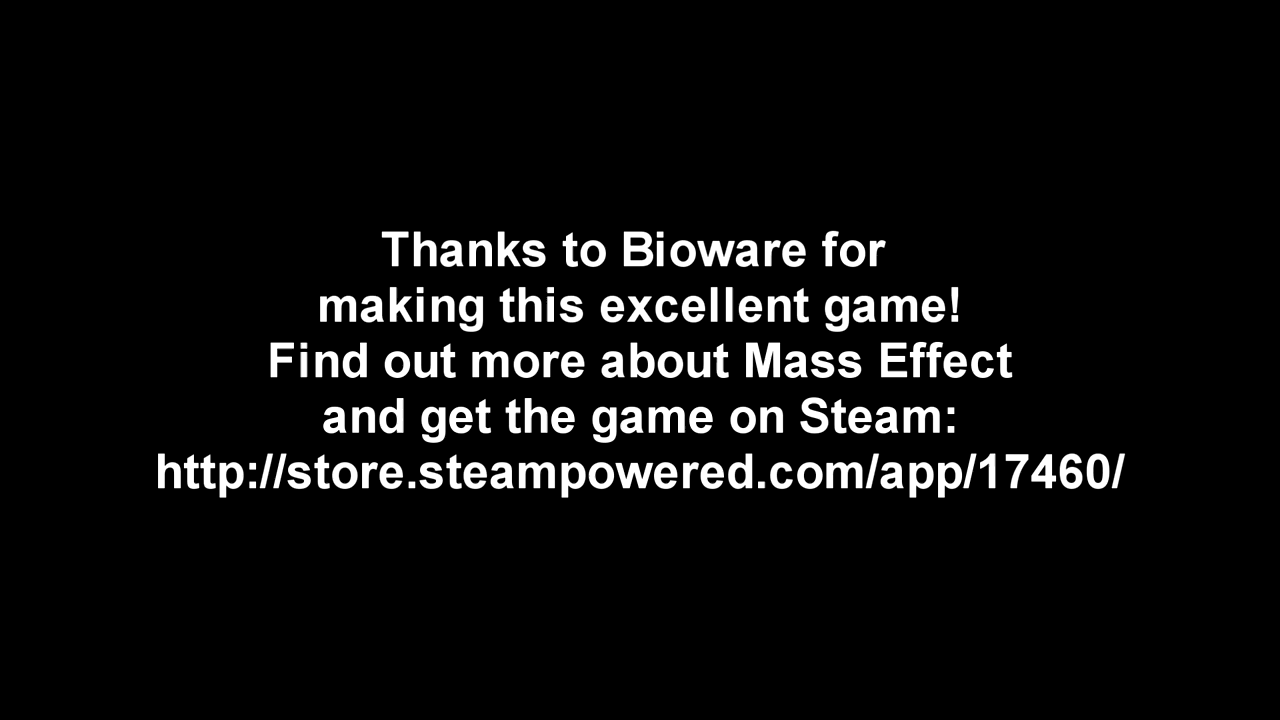 Thanks to Bioware for
making this excellent game!
Find out more about Mass Effect
and get the game on Steam:
http://store.steampowered.com/app/17460/